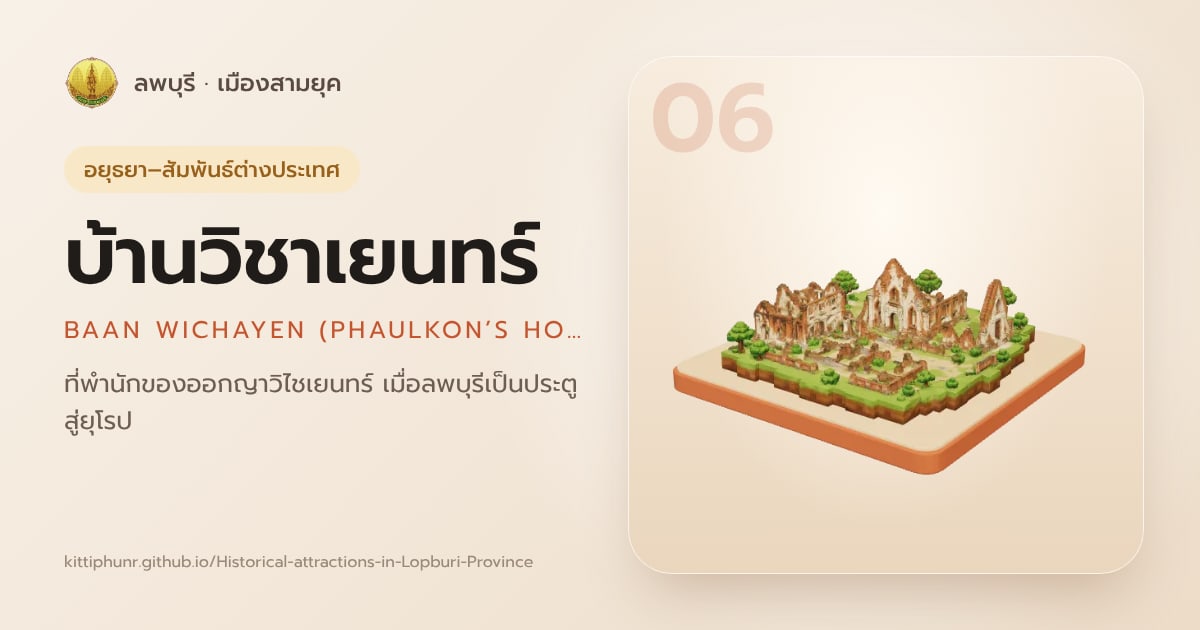 ลพบุรี · เมืองสามยุค
อยุธยา–สัมพันธ์ต่างประเทศ
บ้านวิชาเยนทร์
BAAN WICHAYEN (PHAULKON’S HO…
ที่พำนักของออกญาวิไชเยนทร์ เมื่อลพบุรีเป็นประตู
สู่ยุโรป
kittiphunr.github.io/Historical-attractions-in-Lopburi-Province
06